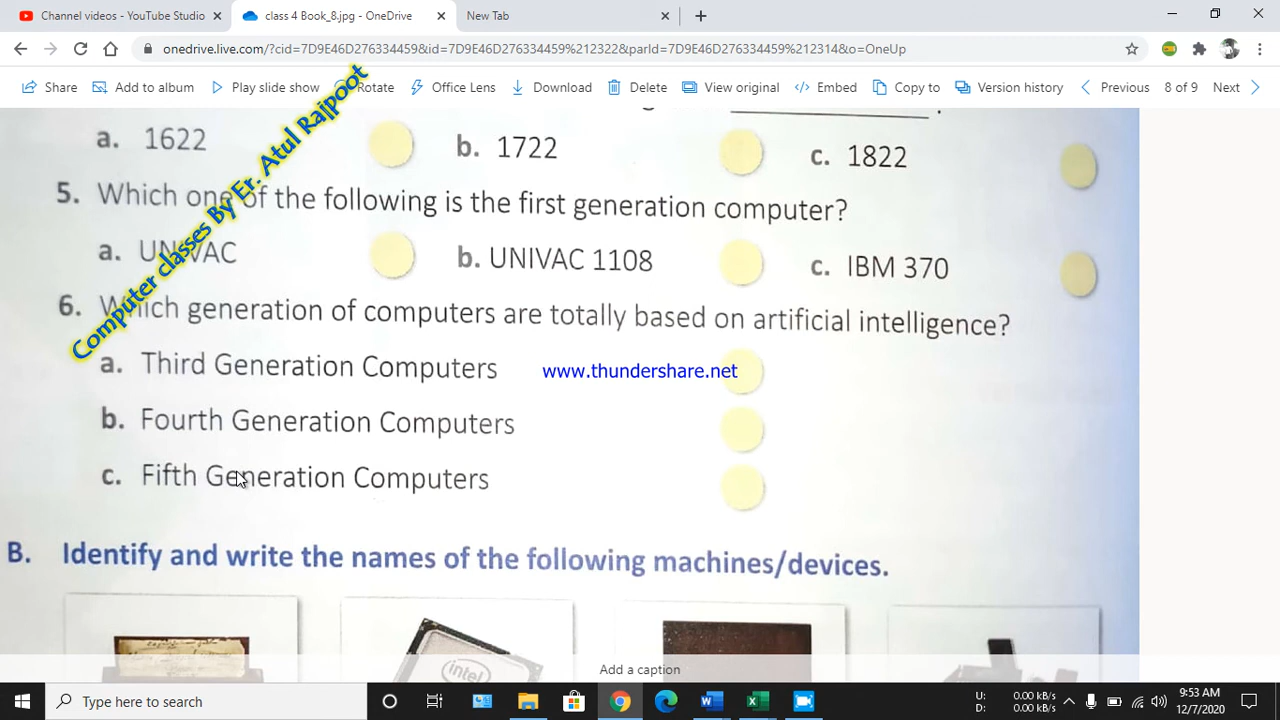 Channel videos - YouTube Studio
class 4 Book_8.jpg - OneDrive
New Tab
onedrive.live.com/?cid=7D9E46D276334459&id=7D9E46D276334459%212322&parId=7D9E46D276334459%212314&o=OneUp
Share Add to album Play slide show Rotate Office Lens Download Delete View original Embed Copy to Version history Previous 8 of 9 Next
a. 1622 b. 1722 c. 1822
5. Which one of the following is the first generation computer?
a. UNIVAC b. UNIVAC 1108 c. IBM 370
6. Which generation of computers are totally based on artificial intelligence?
a. Third Generation Computers
b. Fourth Generation Computers
c. Fifth Generation Computers
Computer classes By Er. Atul Rajpoot
www.thundershare.net
B. Identify and write the names of the following machines/devices.
intel
Add a caption
Type here to search
U: 0.00 kB/s
D: 0.00 kB/s
9:53 AM
12/7/2020